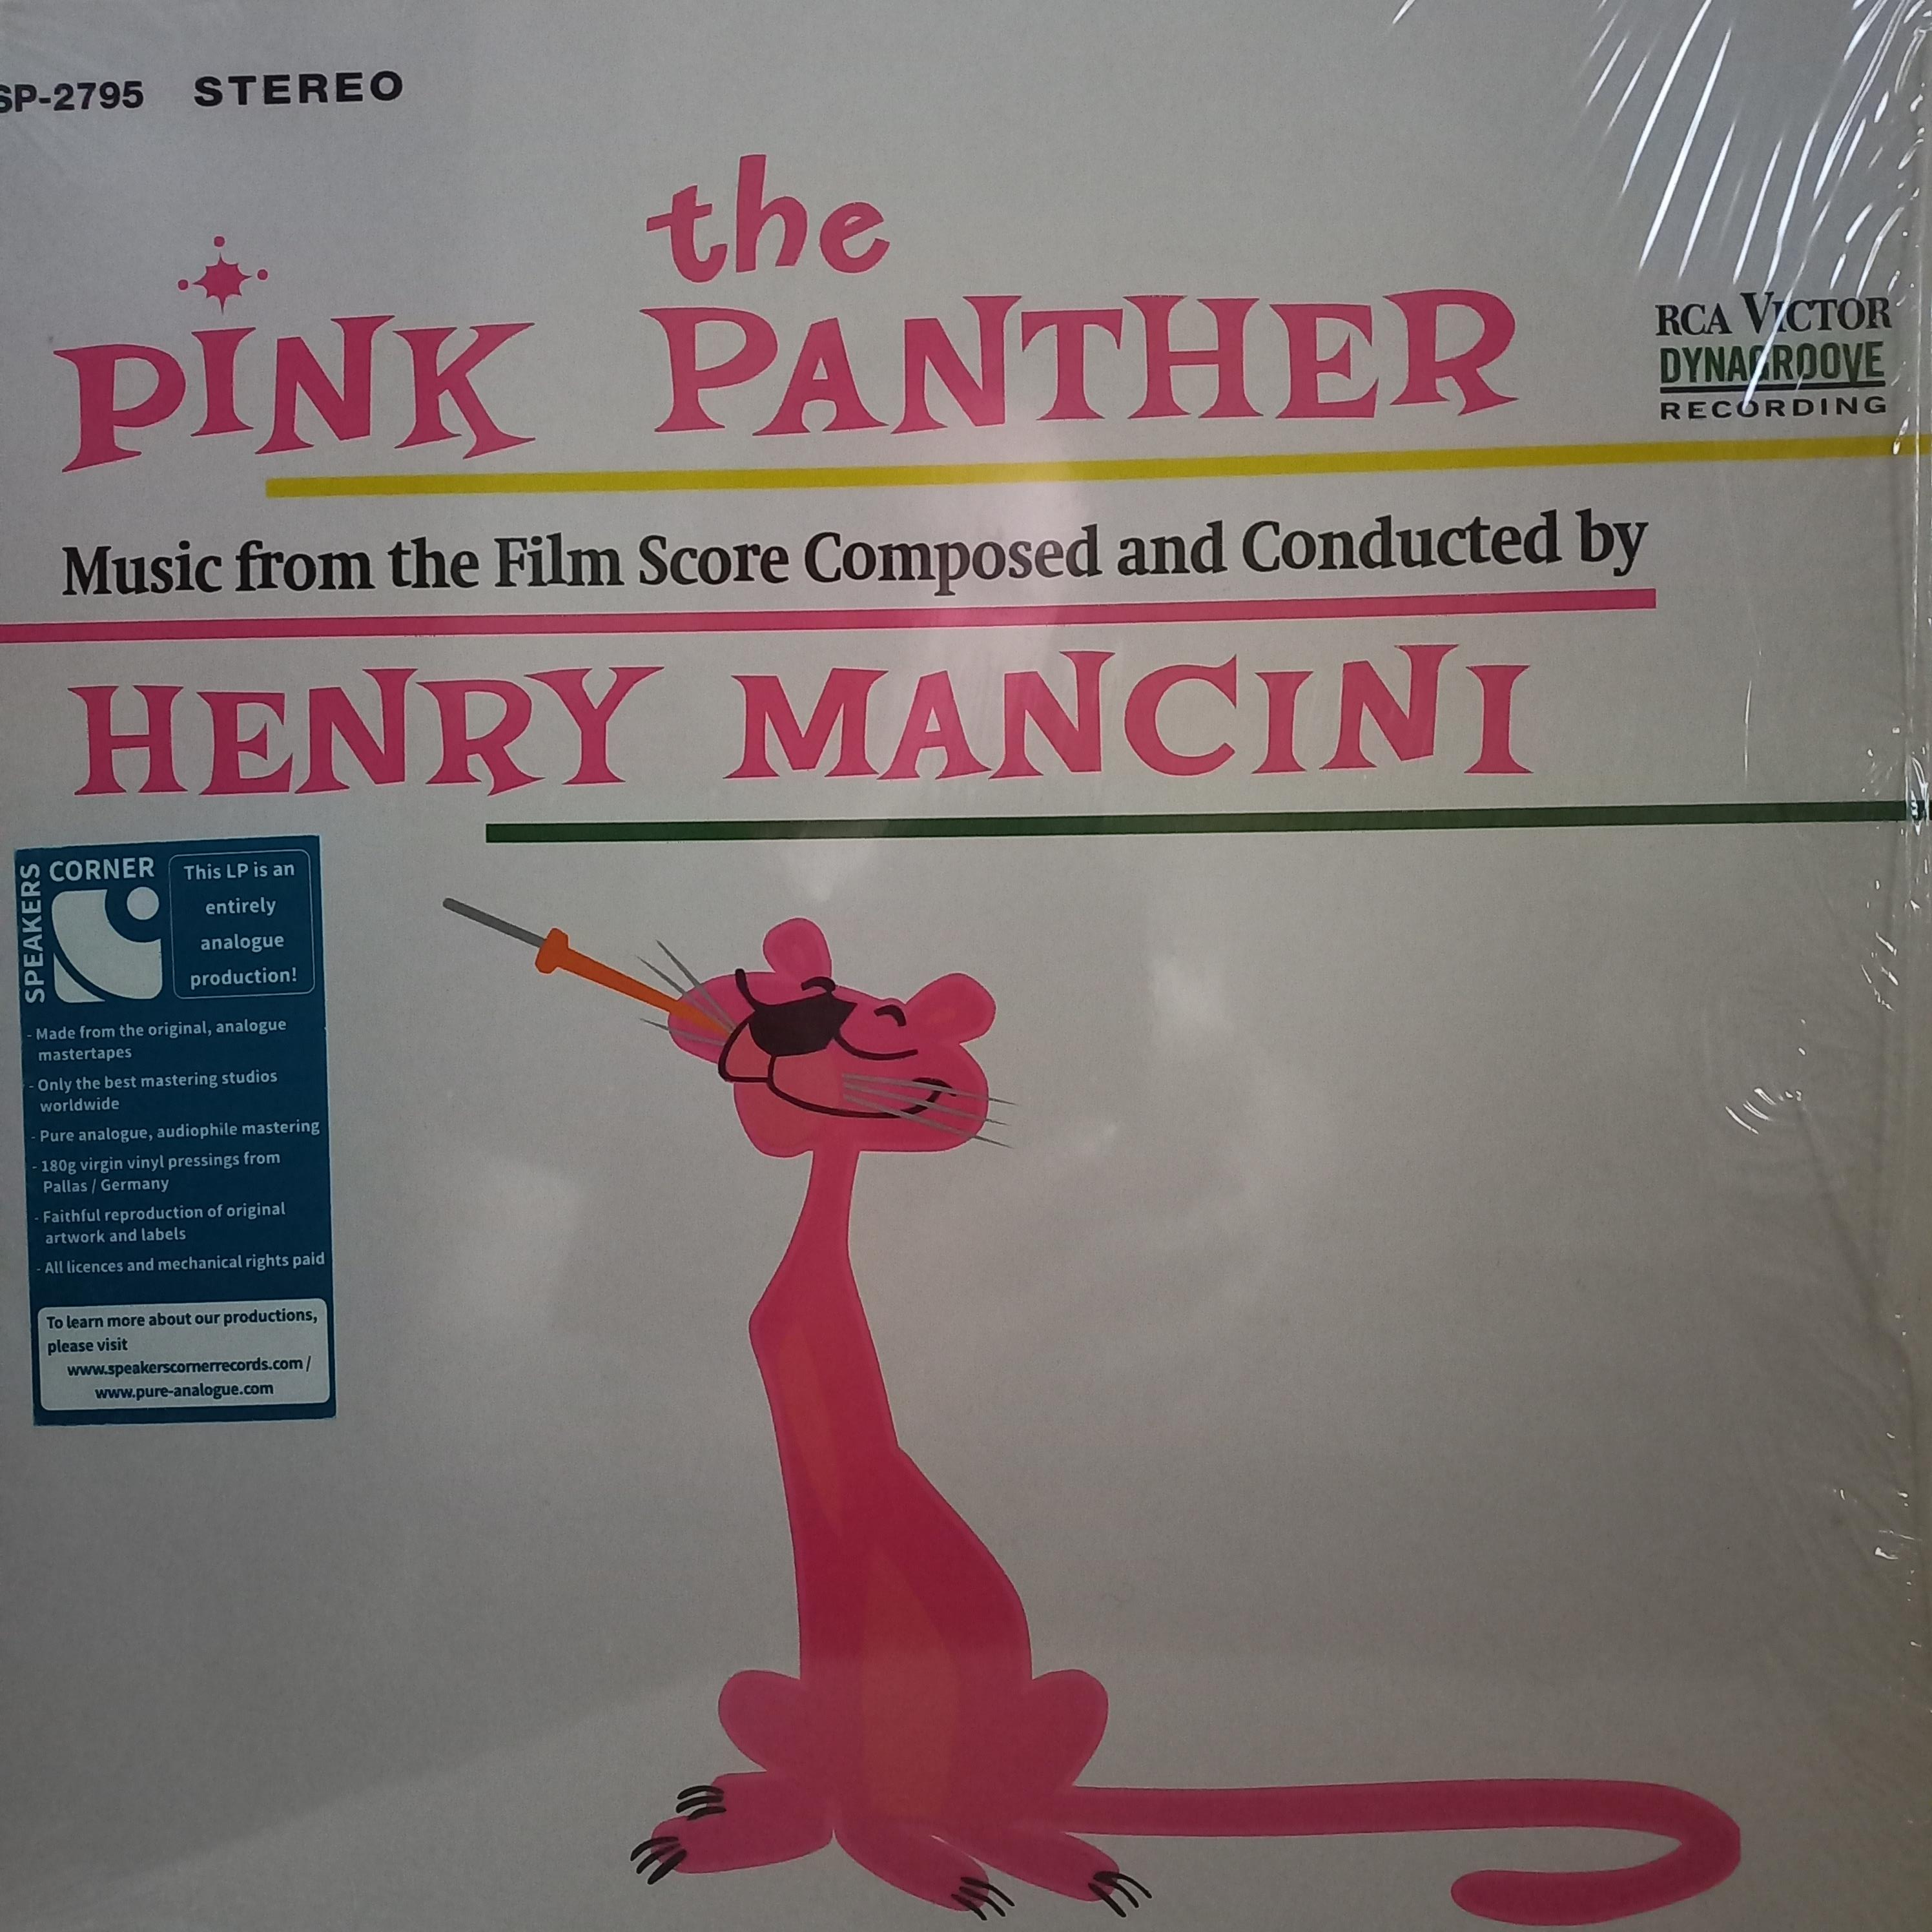 SP-2795 STEREO
the
PINK PANTHER
RCA VICTOR
DYNAGROOVE
RECORDING
Music from the Film Score Composed and Conducted by
HENRY MANCINI
SPEAKERS CORNER
This LP is an
entirely
analogue
production!
- Made from the original, analogue
mastertapes
- Only the best mastering studios
worldwide
- Pure analogue, audiophile mastering
- 180g virgin vinyl pressings from
Pallas / Germany
- Faithful reproduction of original
artwork and labels
- All licences and mechanical rights paid
To learn more about our productions,
please visit
www.speakerscornerrecords.com /
www.pure-analogue.com